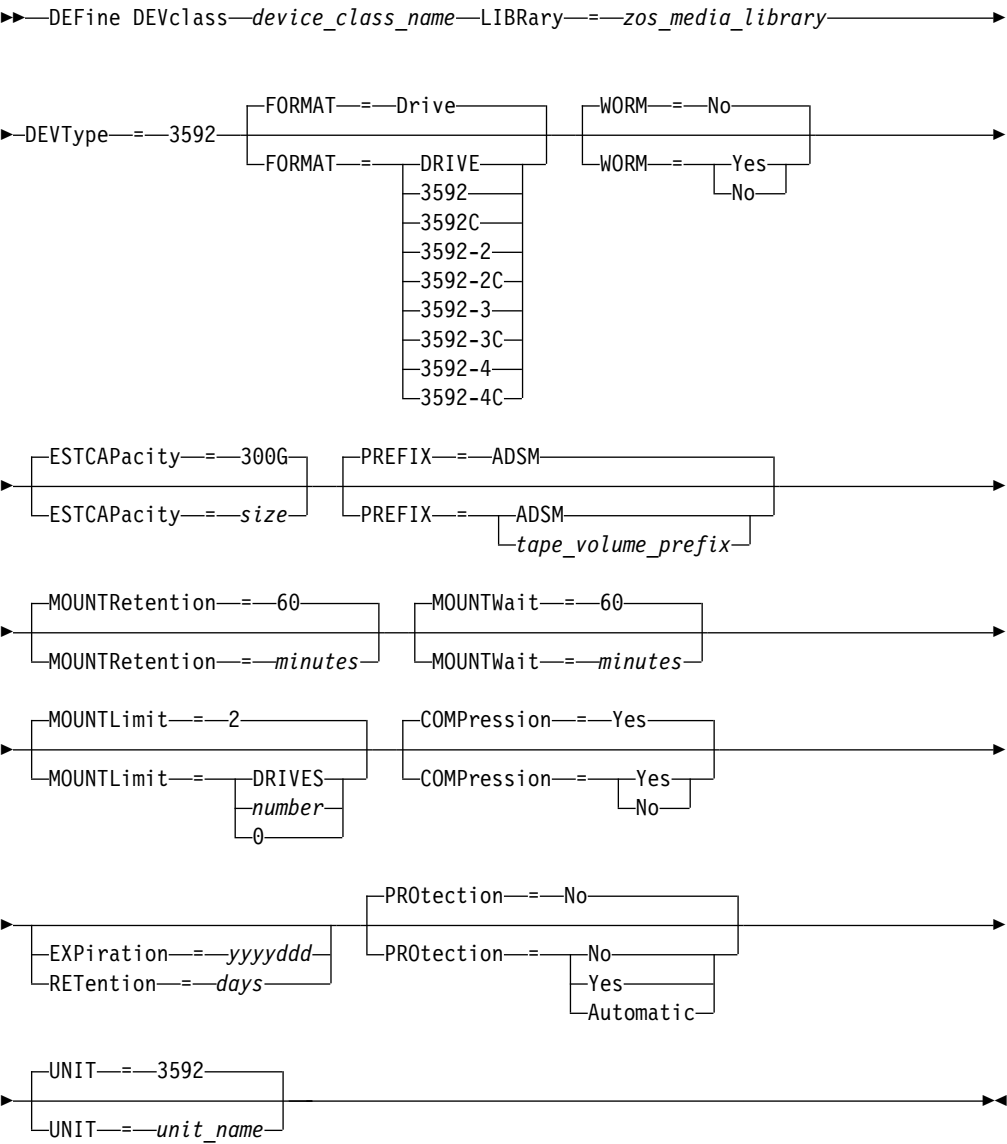 DEFine DEVclass device_class_name LIBRary = zos_media_library
FORMAT = Drive
WORM = No
DEVType = 3592
FORMAT = DRIVE
3592
3592C
3592-2
3592-2C
3592-3
3592-3C
3592-4
3592-4C
WORM = Yes
No
ESTCAPacity = 300G
PREFIX = ADSM
ESTCAPacity = size
PREFIX = ADSM
tape_volume_prefix
MOUNTRetention = 60
MOUNTWait = 60
MOUNTRetention = minutes
MOUNTWait = minutes
MOUNTLimit = 2
COMPression = Yes
MOUNTLimit = DRIVES
number
0
COMPression = Yes
No
PROtection = No
EXPiration = yyyyddd
RETention = days
PROtection = No
Yes
Automatic
UNIT = 3592
UNIT = unit_name